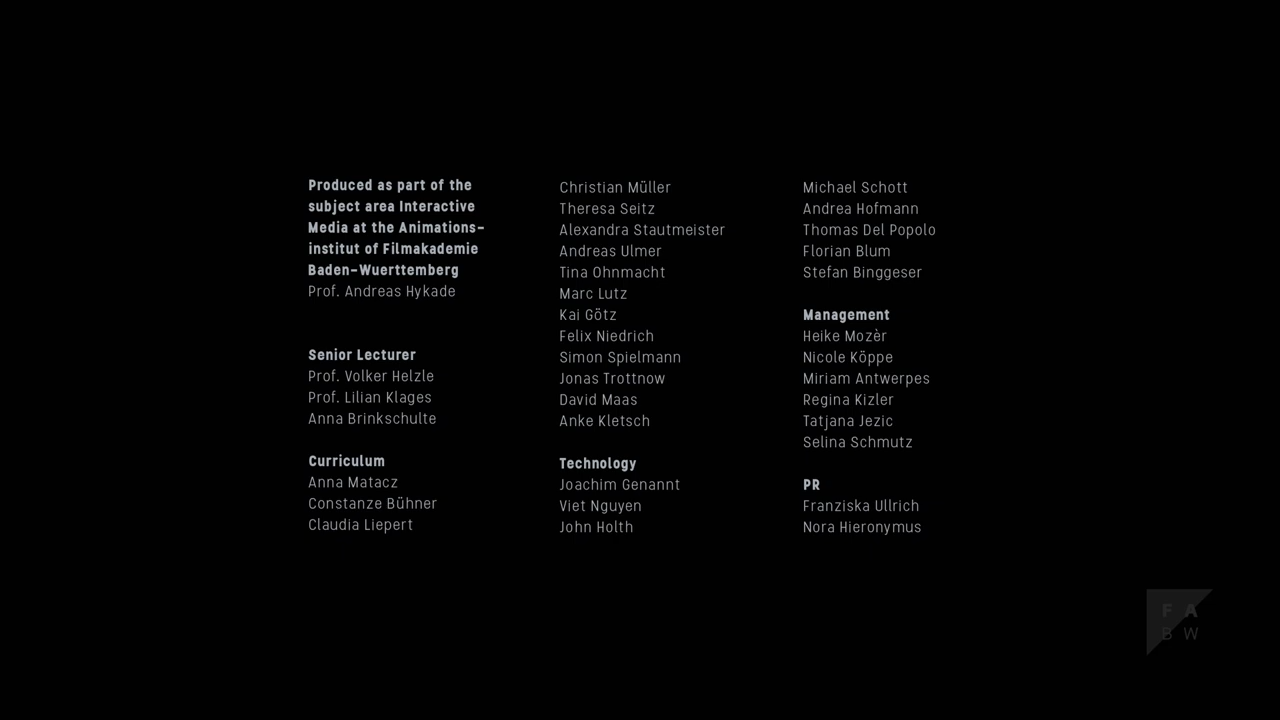 Produced as part of the
subject area Interactive
Media at the Animations-
institut of Filmakademie
Baden-Wuerttemberg
Prof. Andreas Hykade
Senior Lecturer
Prof. Volker Helzle
Prof. Lilian Klages
Anna Brinkschulte
Curriculum
Anna Matacz
Constanze Bühner
Claudia Liepert
Christian Müller
Theresa Seitz
Alexandra Stautmeister
Andreas Ulmer
Tina Ohnmacht
Marc Lutz
Kai Götz
Felix Niedrich
Simon Spielmann
Jonas Trottnow
David Maas
Anke Kletsch
Technology
Joachim Genannt
Viet Nguyen
John Holth
Michael Schott
Andrea Hofmann
Thomas Del Popolo
Florian Blum
Stefan Binggeser
Management
Heike Mozèr
Nicole Köppe
Miriam Antwerpes
Regina Kizler
Tatjana Jezic
Selina Schmutz
PR
Franziska Ullrich
Nora Hieronymus
F A
B W